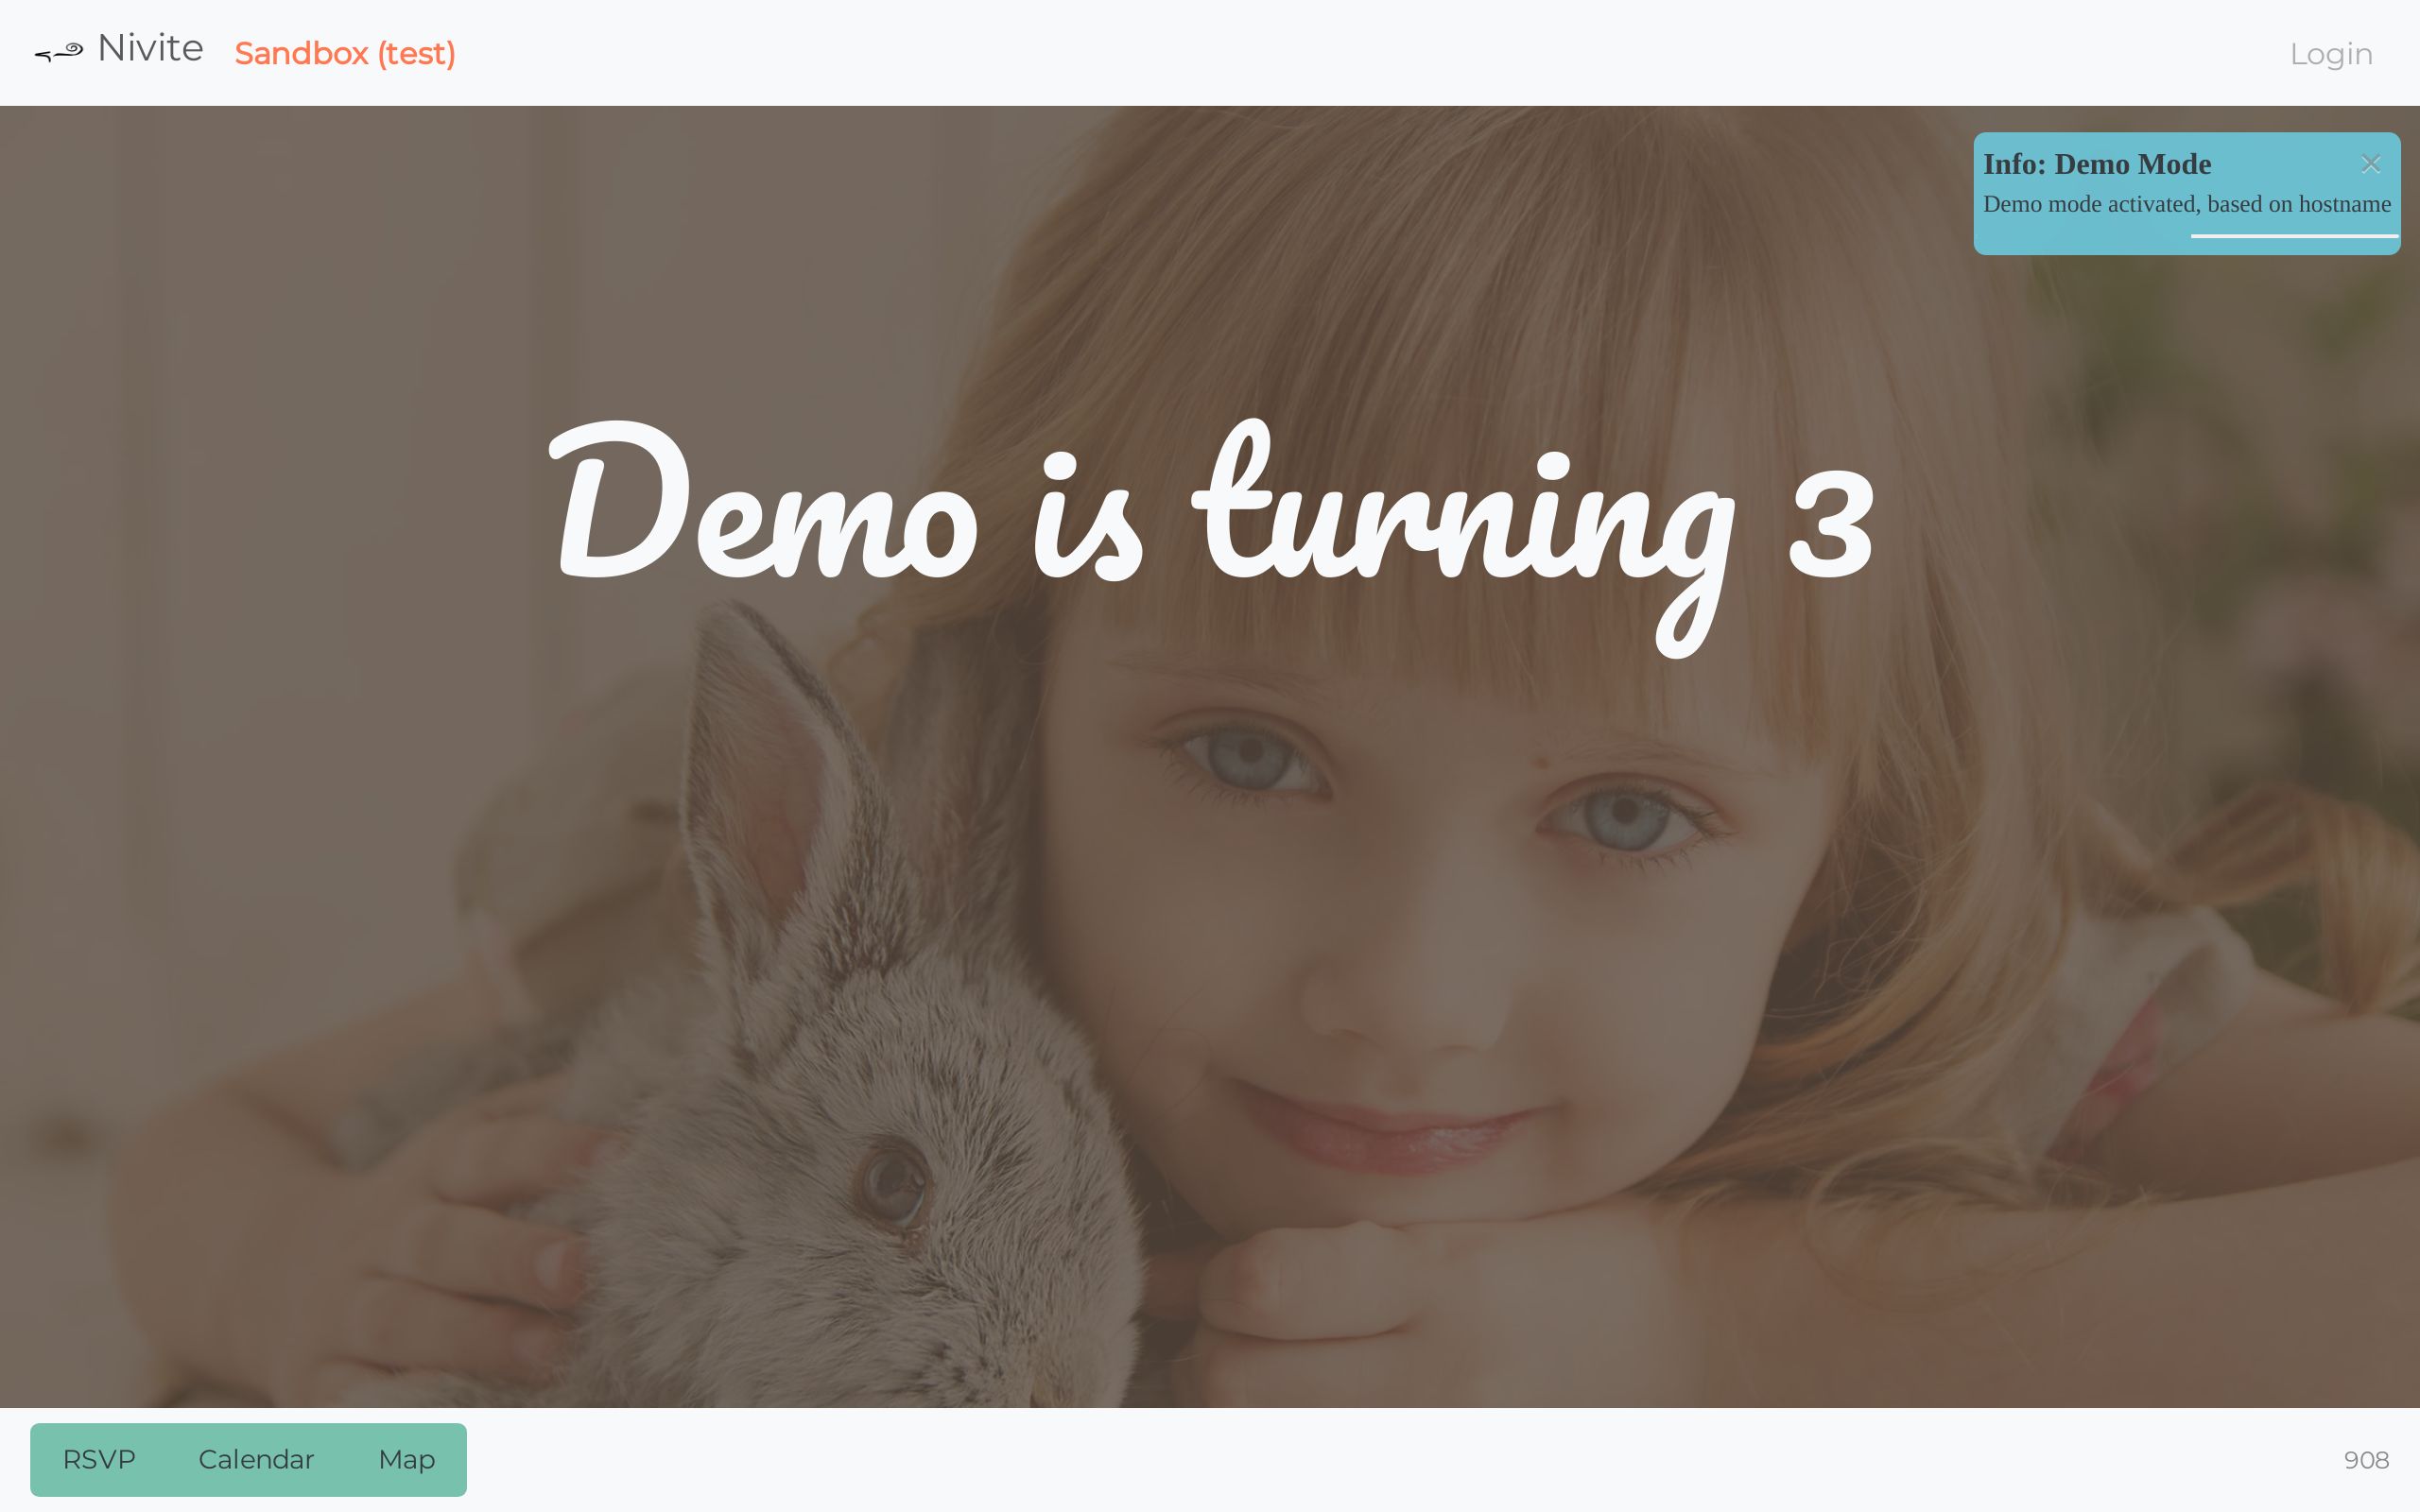 Nivite Sandbox (test) Login
Info: Demo Mode
Demo mode activated, based on hostname
Demo is turning 3
RSVP Calendar Map 908